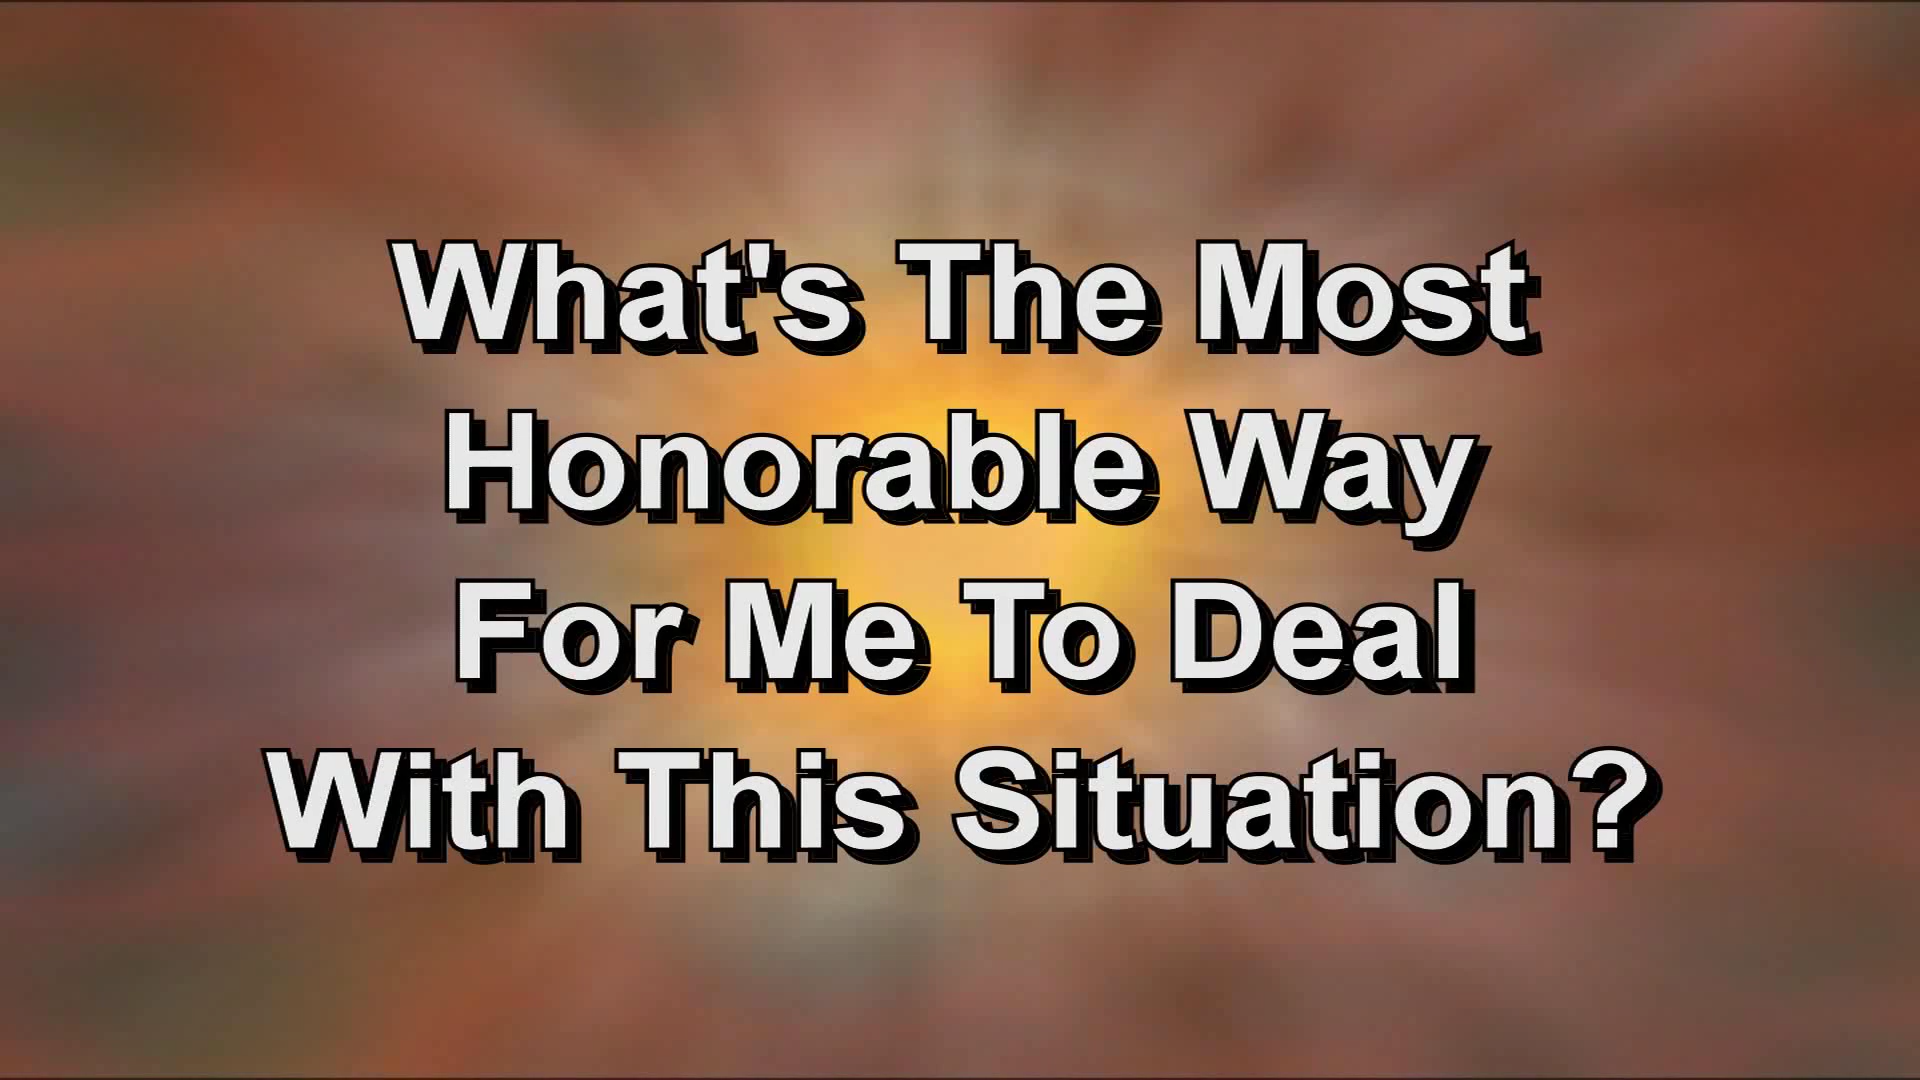 What's The Most
Honorable Way
For Me To Deal
With This Situation?